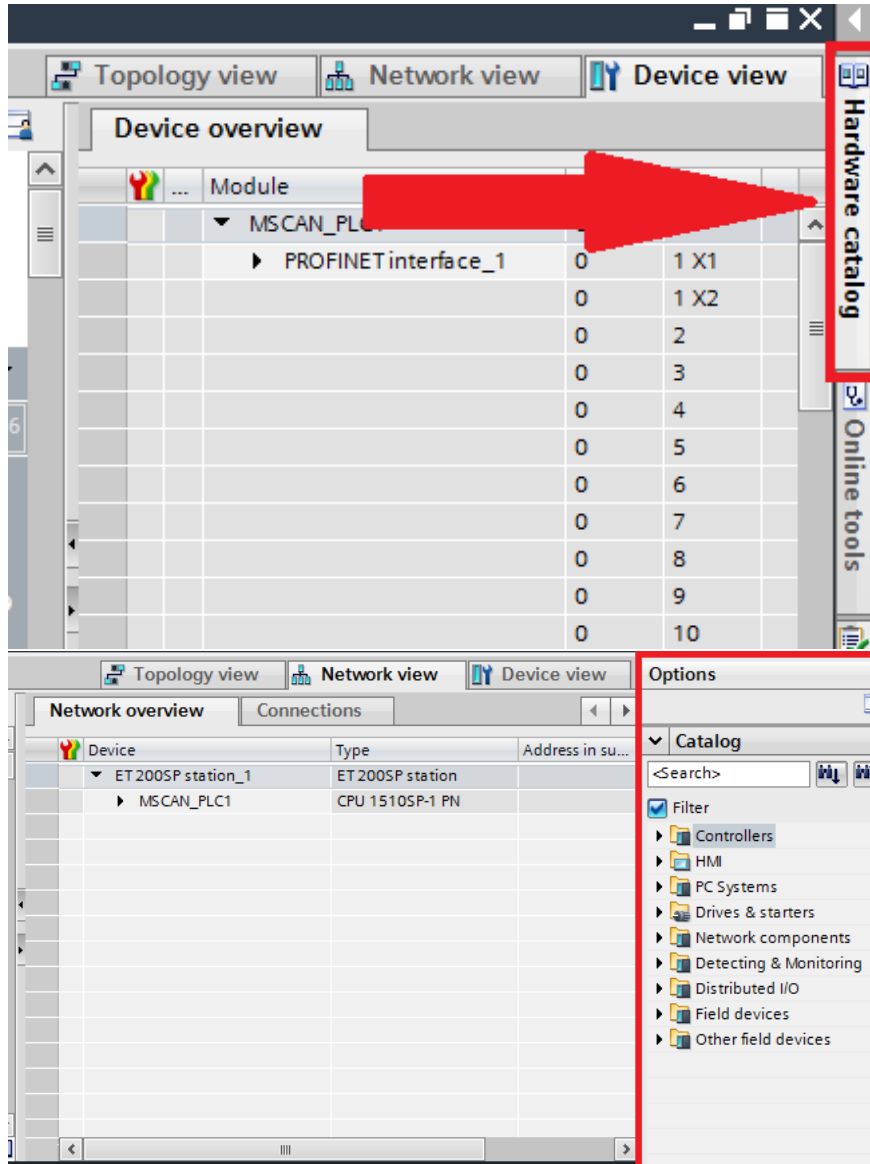 Topology view Network view Device view
Device overview
... Module
MSCAN_PLC1
PROFINET interface_1 0 1 X1
0 1 X2
0 2
0 3
0 4
0 5
0 6
0 7
0 8
0 9
0 10
6
Hardware catalog
Online tools
Topology view Network view Device view
Network overview Connections
Device Type Address in su...
ET 200SP station_1 ET 200SP station
MSCAN_PLC1 CPU 1510SP-1 PN
Options
Catalog
<Search>
Filter
Controllers
HMI
PC Systems
Drives & starters
Network components
Detecting & Monitoring
Distributed I/O
Field devices
Other field devices